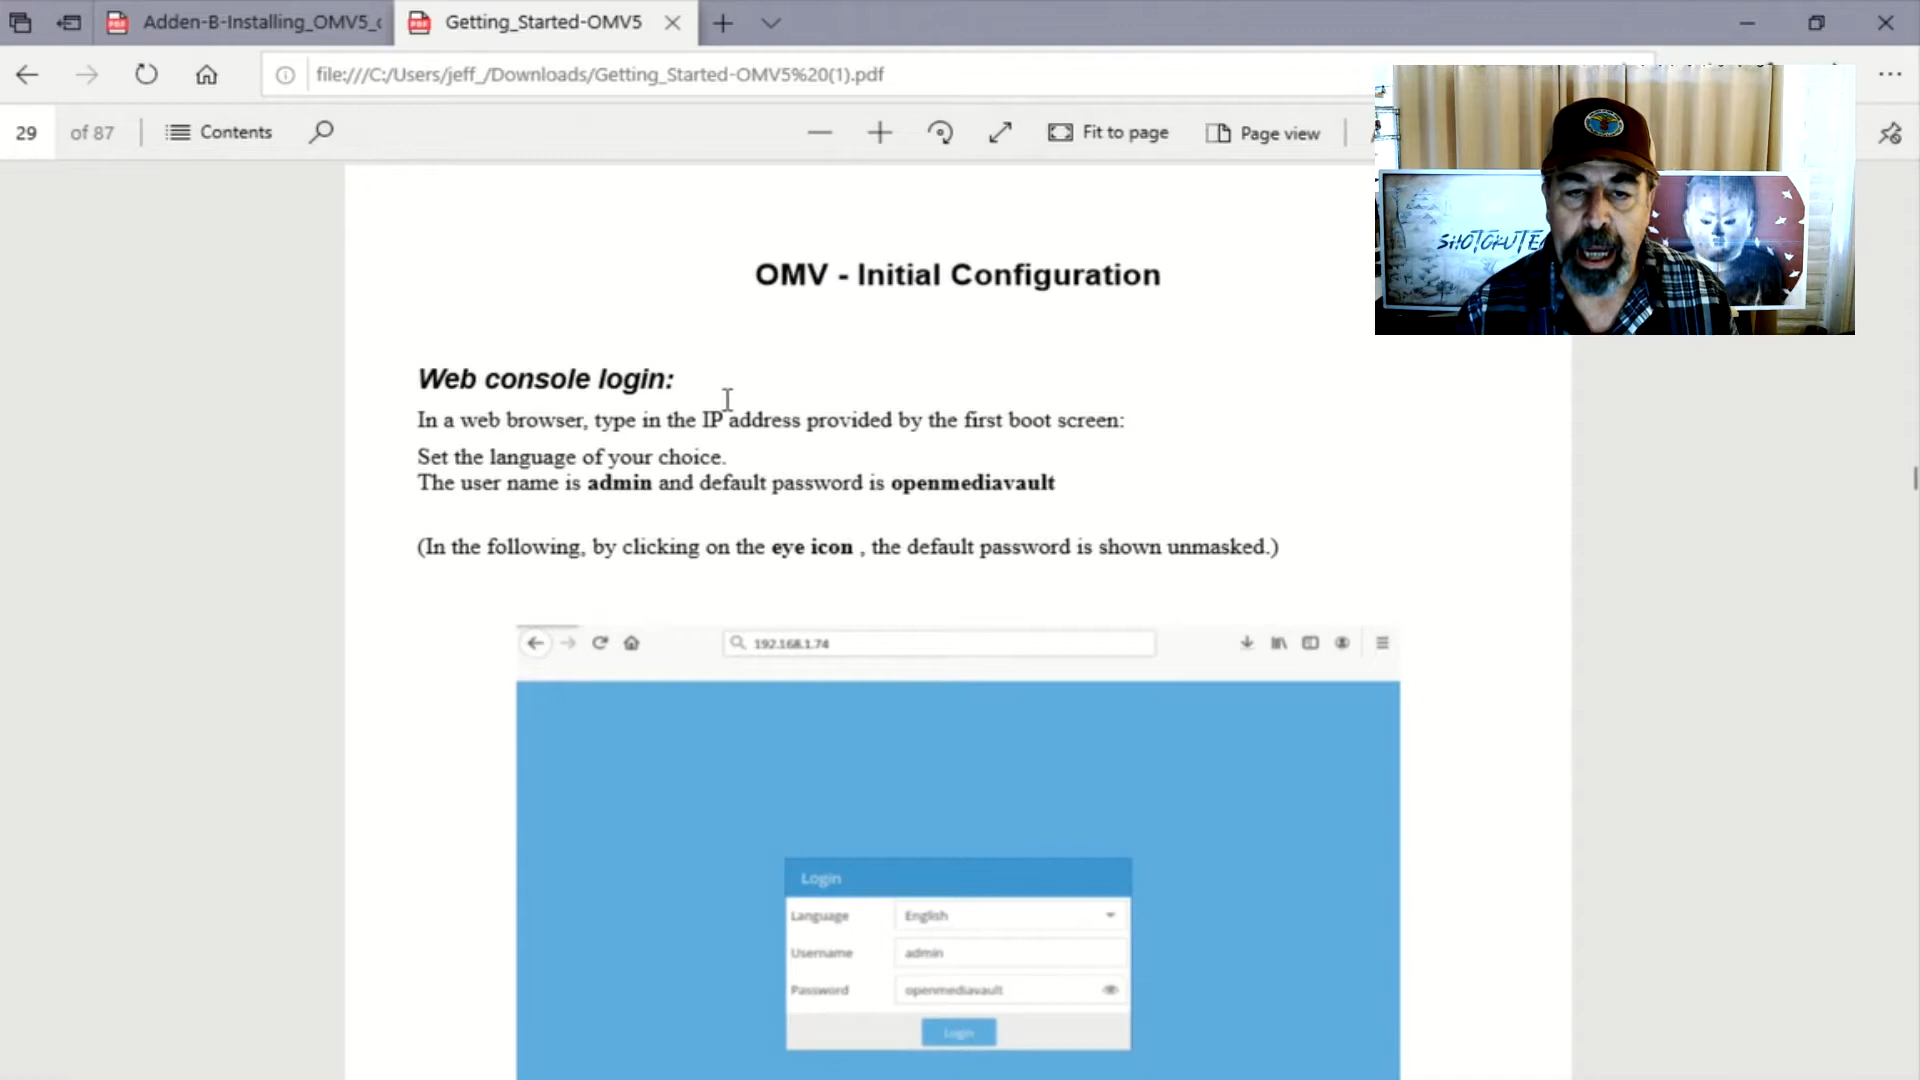 Adden-B-Installing_OMV5_
Getting_Started-OMV5
file:///C:/Users/jeff_/Downloads/Getting_Started-OMV5%20(1).pdf
29 of 87
Contents
Fit to page
Page view
SHOTOKUTE
OMV - Initial Configuration
Web console login:
In a web browser, type in the IP address provided by the first boot screen:
Set the language of your choice.
The user name is admin and default password is openmediavault
(In the following, by clicking on the eye icon , the default password is shown unmasked.)
192.168.1.74
Login
Language English
Username admin
Password openmediavault
Login